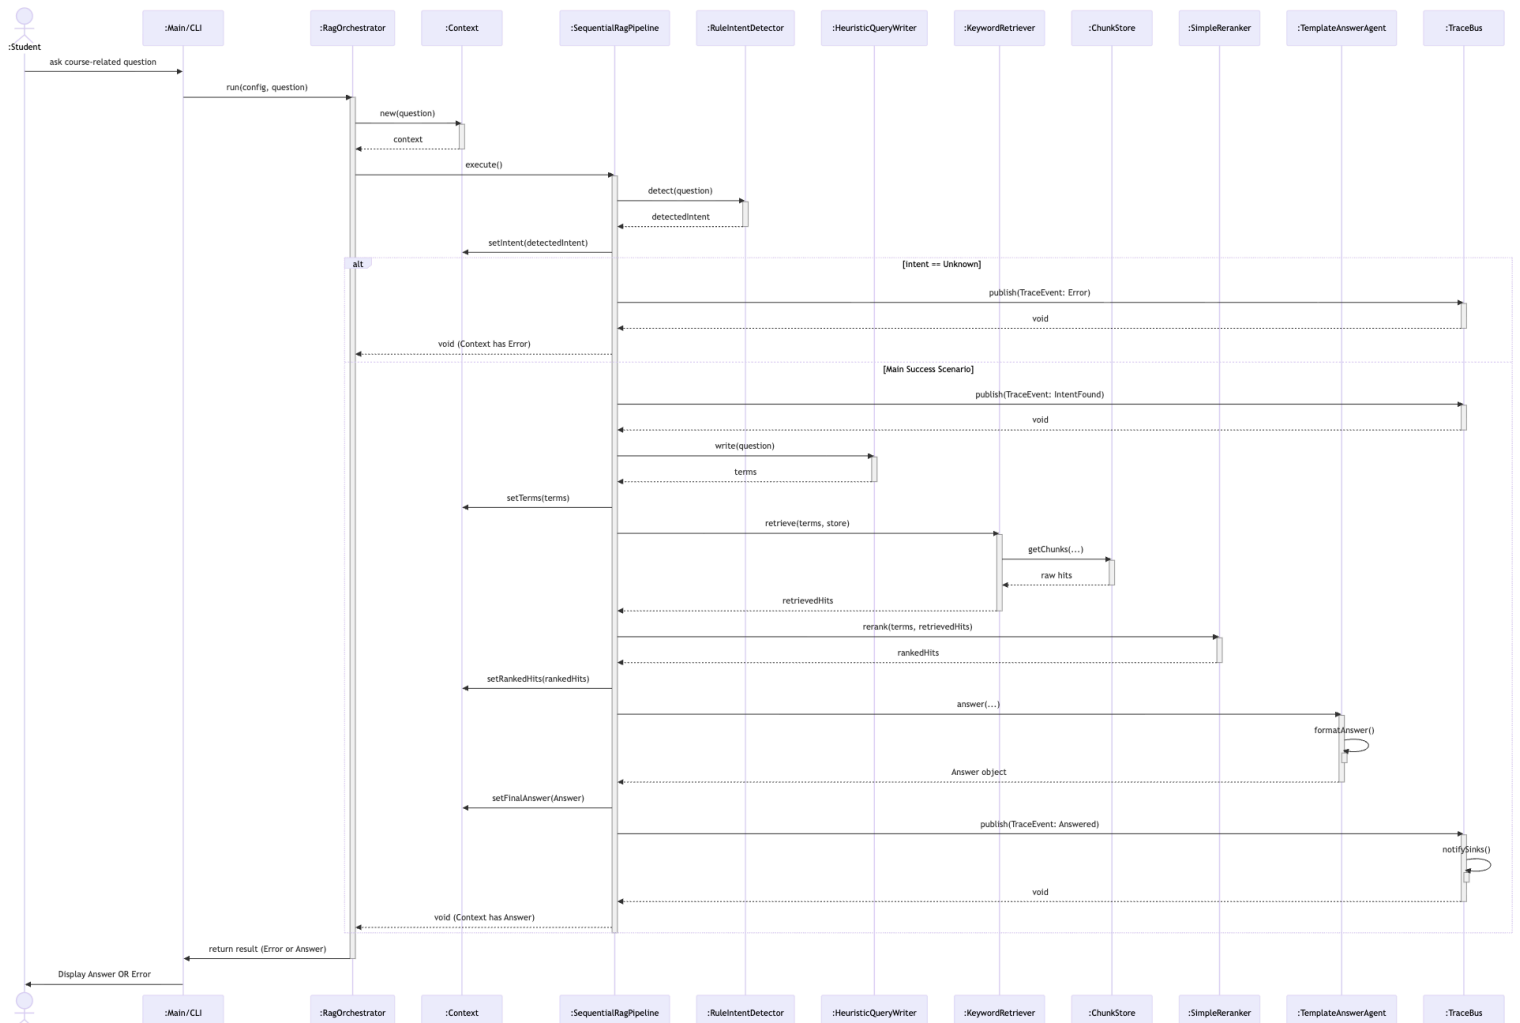 :Student
:Main/CLI
:RagOrchestrator
:Context
:SequentialRagPipeline
:RuleIntentDetector
:HeuristicQueryWriter
:KeywordRetriever
:ChunkStore
:SimpleReranker
:TemplateAnswerAgent
:TraceBus
ask course-related question
run(config, question)
new(question)
context
execute()
detect(question)
detectedIntent
setIntent(detectedIntent)
alt
[intent == Unknown]
publish(TraceEvent: Error)
void
void (Context has Error)
[Main Success Scenario]
publish(TraceEvent: IntentFound)
void
write(question)
terms
setTerms(terms)
retrieve(terms, store)
getChunks(...)
raw hits
retrievedHits
rerank(terms, retrievedHits)
rankedHits
setRankedHits(rankedHits)
answer(...)
formatAnswer()
Answer object
setFinalAnswer(Answer)
publish(TraceEvent: Answered)
notifySinks()
void
void (Context has Answer)
return result (Error or Answer)
Display Answer OR Error
:Main/CLI
:RagOrchestrator
:Context
:SequentialRagPipeline
:RuleIntentDetector
:HeuristicQueryWriter
:KeywordRetriever
:ChunkStore
:SimpleReranker
:TemplateAnswerAgent
:TraceBus